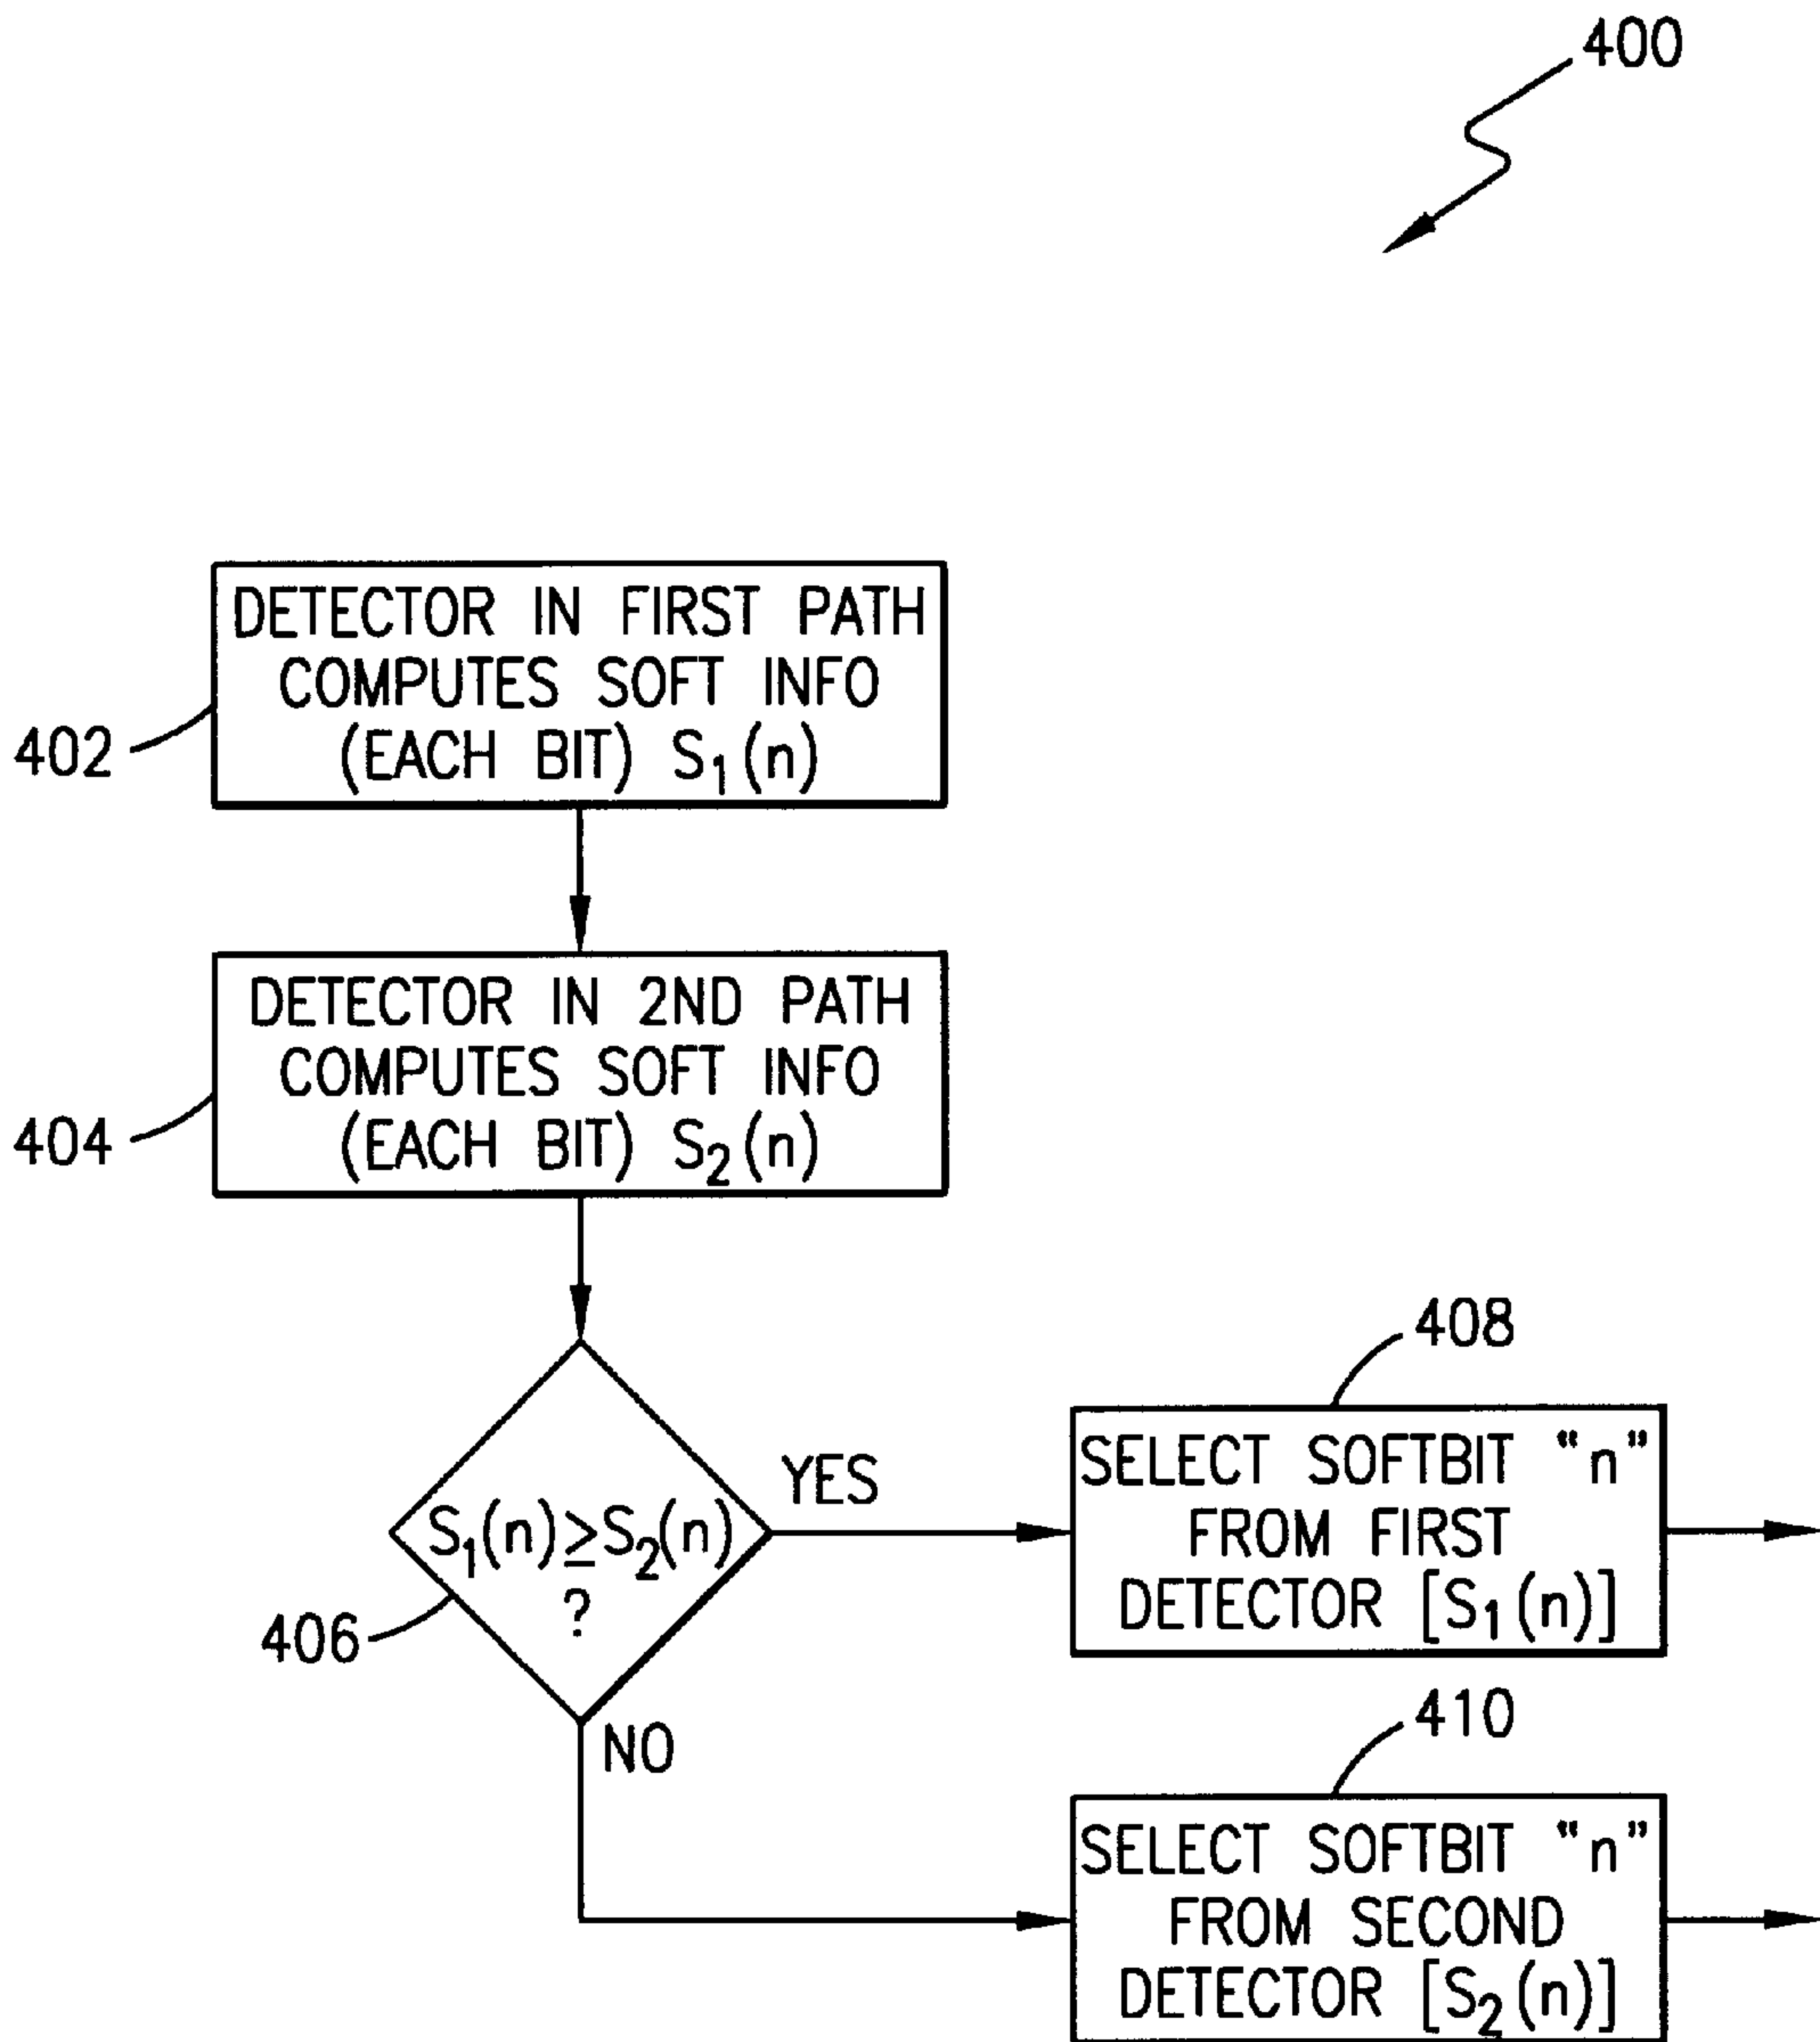 400
DETECTOR IN FIRST PATH
COMPUTES SOFT INFO
(EACH BIT) S₁(n)
402
DETECTOR IN 2ND PATH
COMPUTES SOFT INFO
(EACH BIT) S₂(n)
404
S₁(n)≥S₂(n)
?
406
YES
NO
408
SELECT SOFTBIT “n”
FROM FIRST
DETECTOR [S₁(n)]
410
SELECT SOFTBIT “n”
FROM SECOND
DETECTOR [S₂(n)]